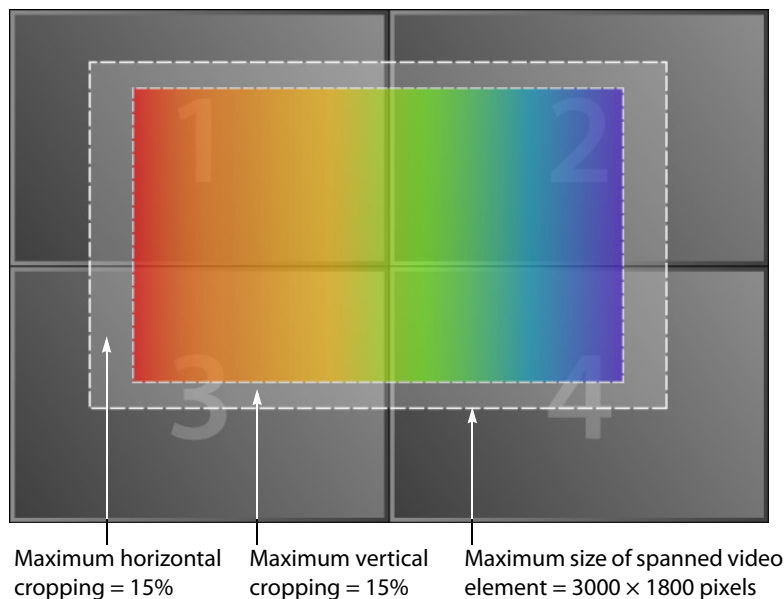 1
2
3
4
Maximum horizontal
cropping = 15%
Maximum vertical
cropping = 15%
Maximum size of spanned video
element = 3000 × 1800 pixels